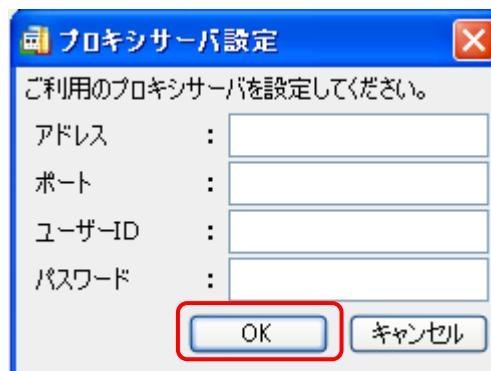 プロキシサーバ設定
ご利用のプロキシサーバを設定してください。
アドレス :
ポート :
ユーザーID :
パスワード :
OK キャンセル